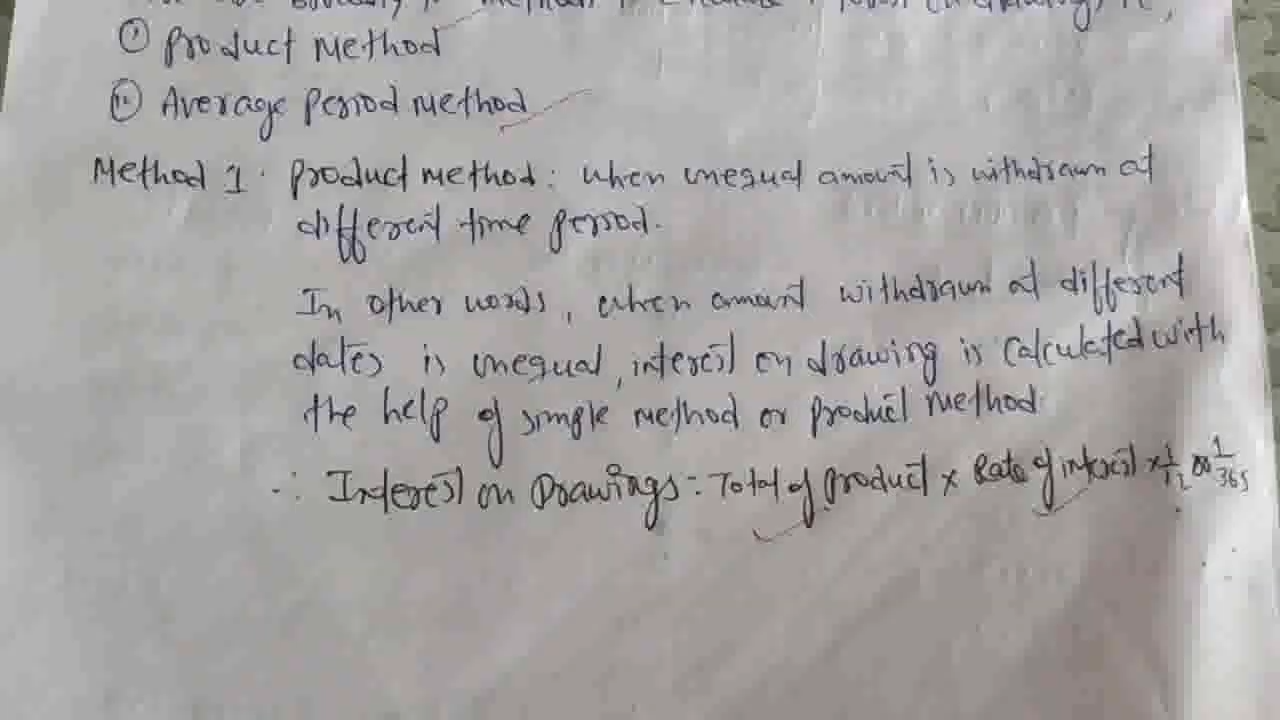 methods
① Product Method
② Average Period Method
Method 1. Product method: when unequal amount is withdrawn at
different time period.
In other words, when amount withdrawn at different
dates is unequal, interest on drawing is calculated with
the help of simple method or product method.
∴ Interest on Drawings = Total of product × Rate of interest × 1/12 or 1/365